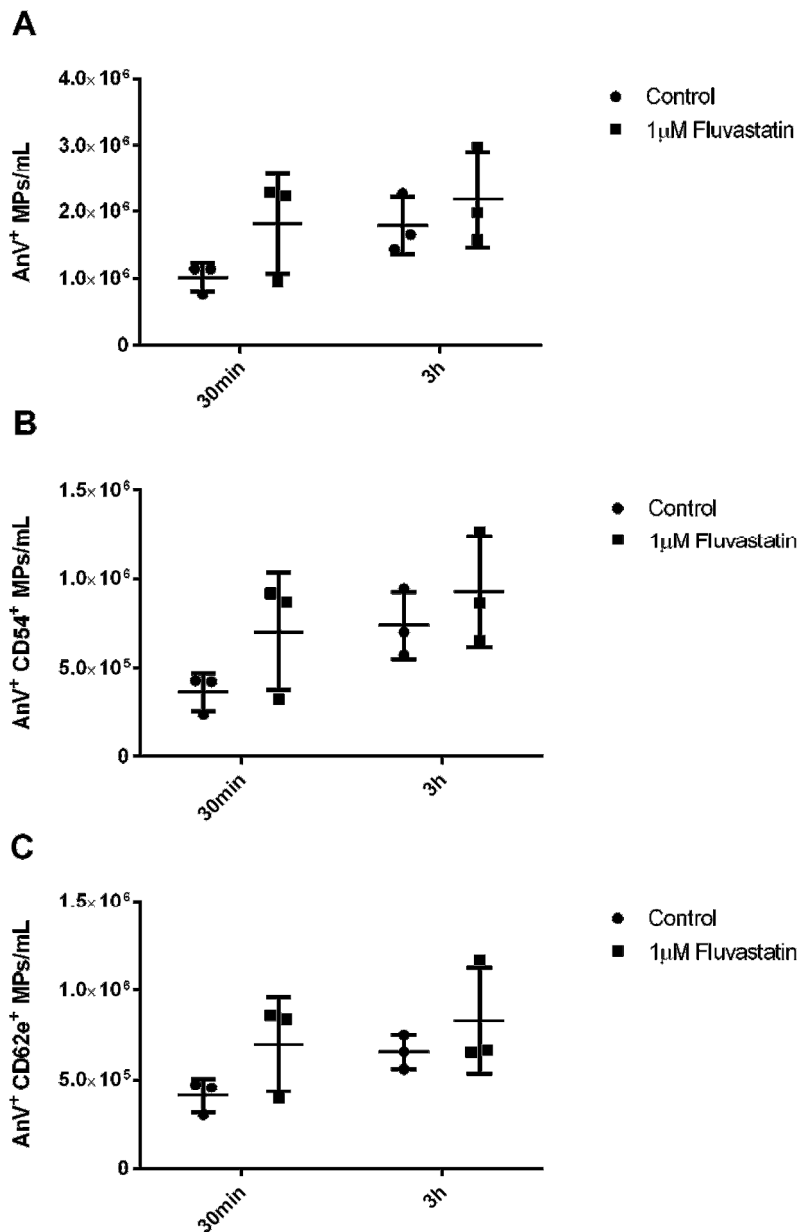 A
AnV⁺ MPs/mL
4.0×10⁶
3.0×10⁶
2.0×10⁶
1.0×10⁶
0
30min
3h
Control
1μM Fluvastatin
B
AnV⁺ CD54⁺ MPs/mL
1.5×10⁶
1.0×10⁶
5.0×10⁵
0
30min
3h
Control
1μM Fluvastatin
C
AnV⁺ CD62e⁺ MPs/mL
1.5×10⁶
1.0×10⁶
5.0×10⁵
0
30min
3h
Control
1μM Fluvastatin